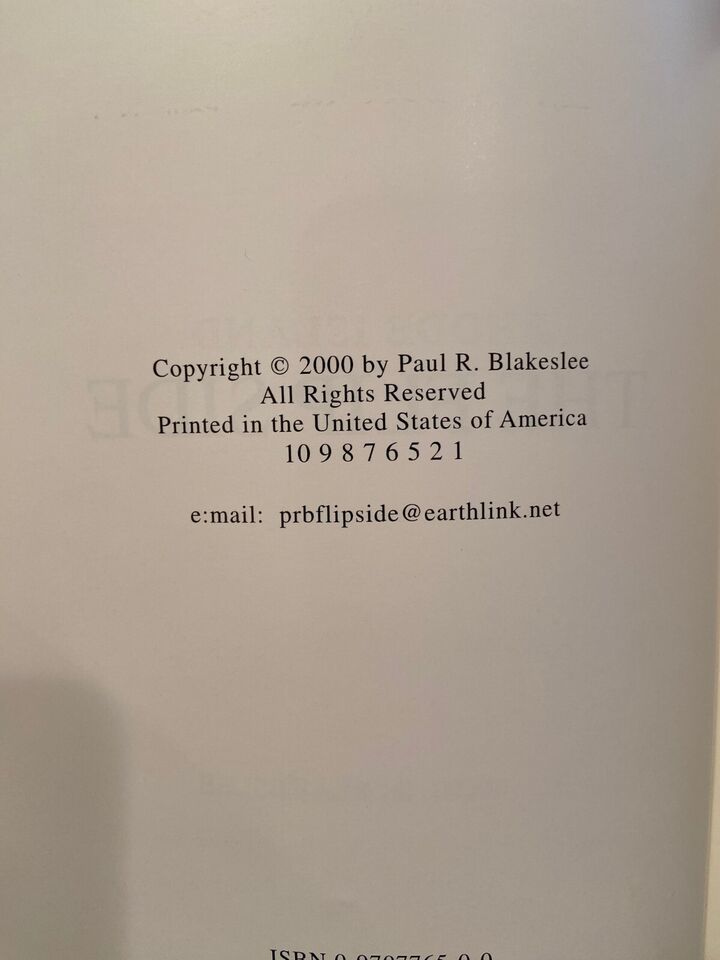 Copyright © 2000 by Paul R. Blakeslee
All Rights Reserved
Printed in the United States of America
10 9 8 7 6 5 2 1
e:mail: prbflipside@earthlink.net
ISBN